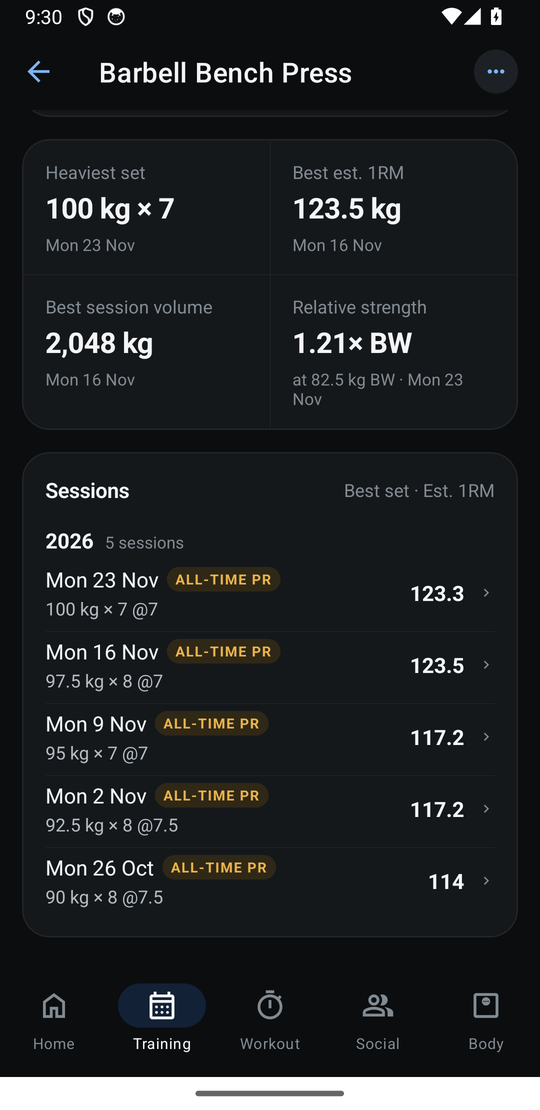 9:30
Barbell Bench Press
Heaviest set
100 kg × 7
Mon 23 Nov
Best est. 1RM
123.5 kg
Mon 16 Nov
Best session volume
2,048 kg
Mon 16 Nov
Relative strength
1.21× BW
at 82.5 kg BW · Mon 23
Nov
Sessions
Best set · Est. 1RM
2026 5 sessions
Mon 23 Nov ALL-TIME PR
100 kg × 7 @7
123.3
Mon 16 Nov ALL-TIME PR
97.5 kg × 8 @7
123.5
Mon 9 Nov ALL-TIME PR
95 kg × 7 @7
117.2
Mon 2 Nov ALL-TIME PR
92.5 kg × 8 @7.5
117.2
Mon 26 Oct ALL-TIME PR
90 kg × 8 @7.5
114
Home
Training
Workout
Social
Body